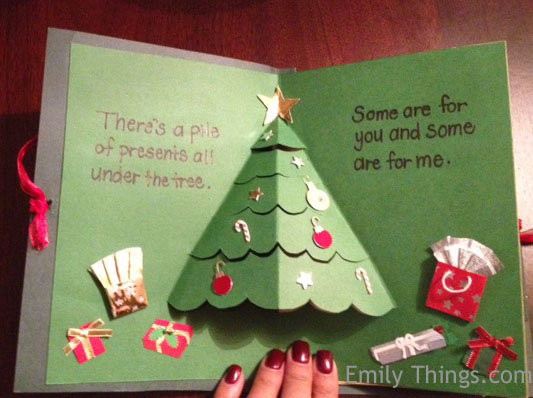 There's a pile
of presents all
under the tree.
Some are for
you and some
are for me.
Emily Things.com